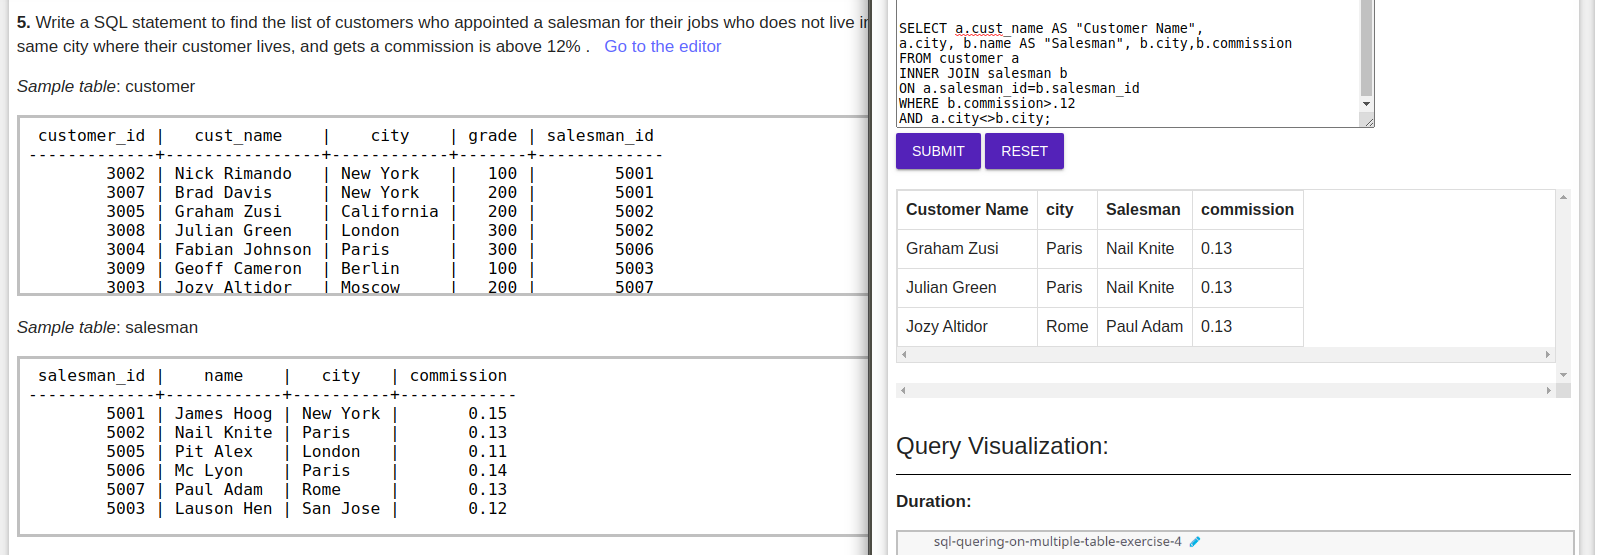 5. Write a SQL statement to find the list of customers who appointed a salesman for their jobs who does not live
same city where their customer lives, and gets a commission is above 12% . Go to the editor
Sample table: customer
customer_id | cust_name | city | grade | salesman_id
-------------+----------------+------------+-------+-------------
3002 | Nick Rimando | New York | 100 | 5001
3007 | Brad Davis | New York | 200 | 5001
3005 | Graham Zusi | California | 200 | 5002
3008 | Julian Green | London | 300 | 5002
3004 | Fabian Johnson | Paris | 300 | 5006
3009 | Geoff Cameron | Berlin | 100 | 5003
3003 | Jozy Altidor | Moscow | 200 | 5007
Sample table: salesman
salesman_id | name | city | commission
-------------+------------+----------+------------
5001 | James Hoog | New York | 0.15
5002 | Nail Knite | Paris | 0.13
5005 | Pit Alex | London | 0.11
5006 | Mc Lyon | Paris | 0.14
5007 | Paul Adam | Rome | 0.13
5003 | Lauson Hen | San Jose | 0.12
SELECT a.cust_name AS "Customer Name",
a.city, b.name AS "Salesman", b.city,b.commission
FROM customer a
INNER JOIN salesman b
ON a.salesman_id=b.salesman_id
WHERE b.commission>.12
AND a.city<>b.city;
SUBMIT RESET
Customer Name city Salesman commission
Graham Zusi Paris Nail Knite 0.13
Julian Green Paris Nail Knite 0.13
Jozy Altidor Rome Paul Adam 0.13
Query Visualization:
Duration:
sql-quering-on-multiple-table-exercise-4